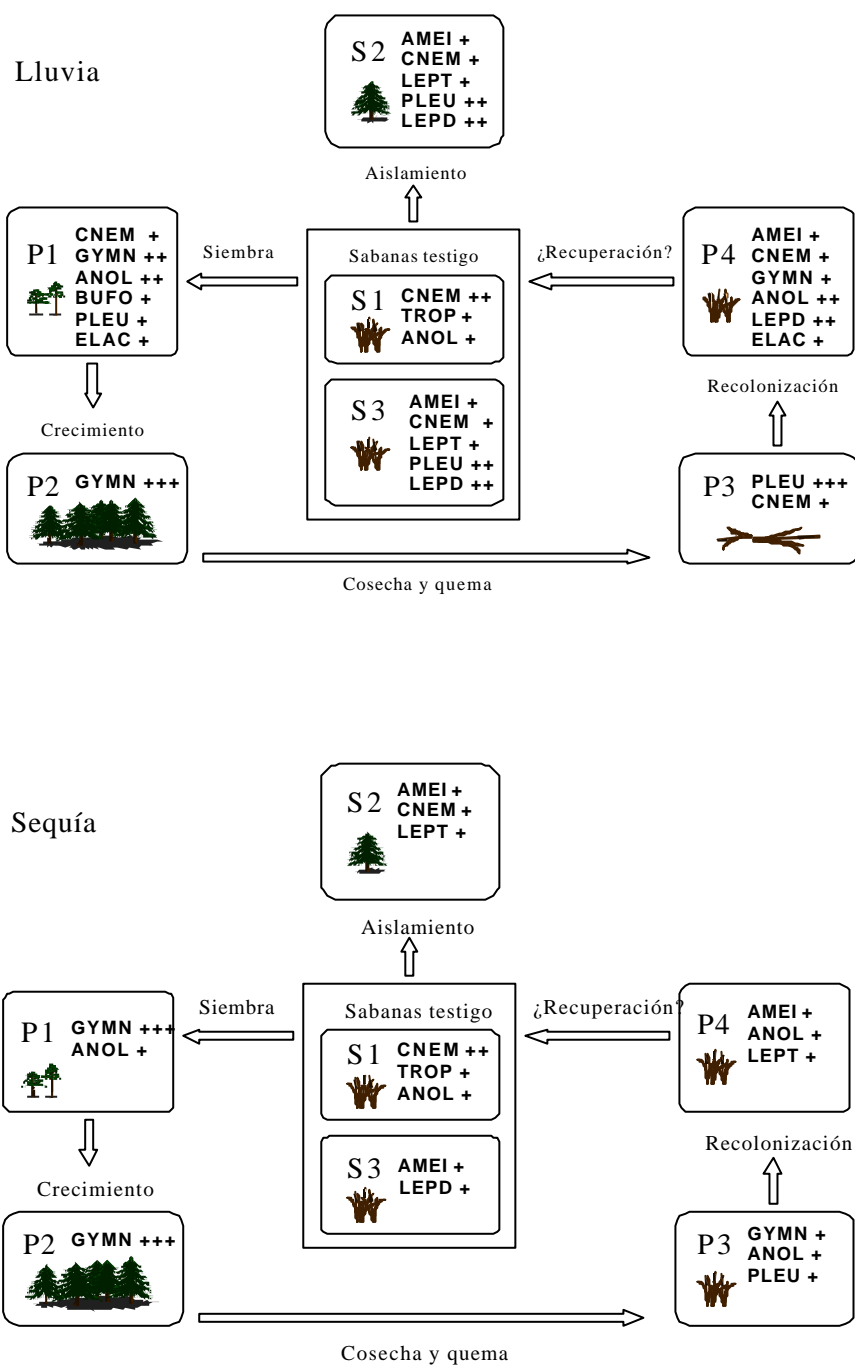 Lluvia
S2
AMEI +
CNEM +
LEPT +
PLEU ++
LEPD ++
Aislamiento
P1
CNEM +
GYMN ++
ANOL ++
BUFO +
PLEU +
ELAC +
Siembra
Sabanas testigo
S1
CNEM ++
TROP +
ANOL +
S3
AMEI +
CNEM +
LEPT +
PLEU ++
LEPD ++
¿Recuperación?
P4
AMEI +
CNEM +
GYMN +
ANOL ++
LEPD ++
ELAC +
Recolonización
Crecimiento
P2
GYMN +++
P3
PLEU +++
CNEM +
Cosecha y quema
Sequía
S2
AMEI +
CNEM +
LEPT +
Aislamiento
P1
GYMN +++
ANOL +
Siembra
Sabanas testigo
S1
CNEM ++
TROP +
ANOL +
S3
AMEI +
LEPD +
¿Recuperación?
P4
AMEI +
ANOL +
LEPT +
Recolonización
Crecimiento
P2
GYMN +++
P3
GYMN +
ANOL +
PLEU +
Cosecha y quema